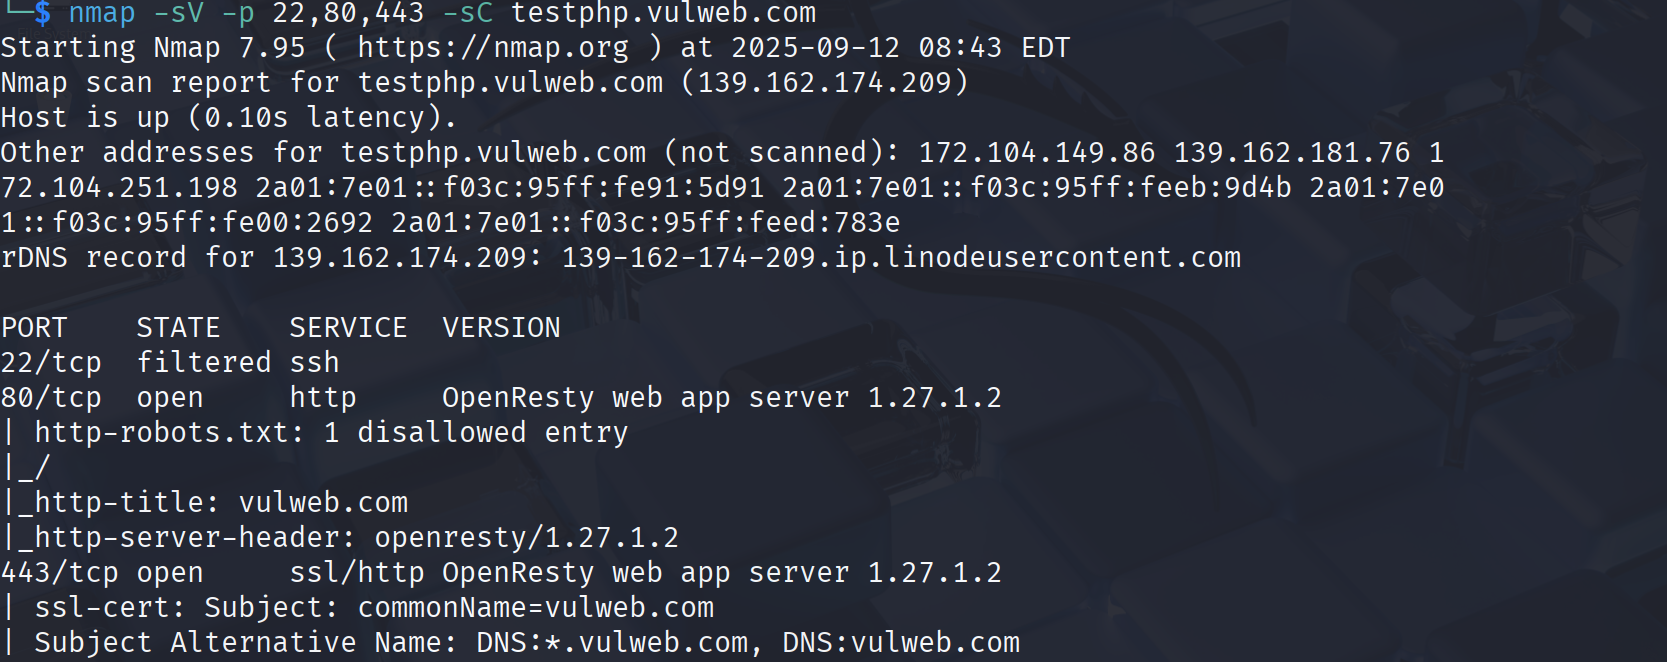 └─$ nmap -sV -p 22,80,443 -sC testphp.vulweb.com
Starting Nmap 7.95 ( https://nmap.org ) at 2025-09-12 08:43 EDT
Nmap scan report for testphp.vulweb.com (139.162.174.209)
Host is up (0.10s latency).
Other addresses for testphp.vulweb.com (not scanned): 172.104.149.86 139.162.181.76 1
72.104.251.198 2a01:7e01::f03c:95ff:fe91:5d91 2a01:7e01::f03c:95ff:feeb:9d4b 2a01:7e0
1::f03c:95ff:fe00:2692 2a01:7e01::f03c:95ff:feed:783e
rDNS record for 139.162.174.209: 139-162-174-209.ip.linodeusercontent.com

PORT    STATE    SERVICE  VERSION
22/tcp  filtered ssh
80/tcp  open     http     OpenResty web app server 1.27.1.2
| http-robots.txt: 1 disallowed entry
|_/
|_http-title: vulweb.com
|_http-server-header: openresty/1.27.1.2
443/tcp open     ssl/http OpenResty web app server 1.27.1.2
| ssl-cert: Subject: commonName=vulweb.com
| Subject Alternative Name: DNS:*.vulweb.com, DNS:vulweb.com